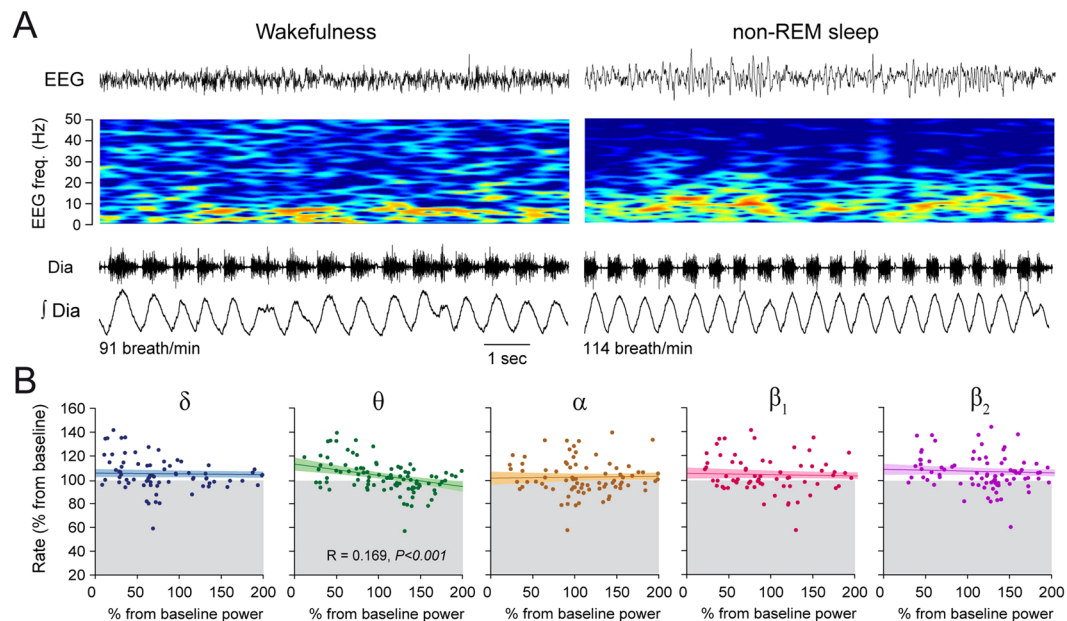 A
Wakefulness
non-REM sleep
EEG
EEG freq. (Hz)
50
40
30
20
10
0
Dia
∫ Dia
91 breath/min
1 sec
114 breath/min
B
δ
θ
α
β₁
β₂
Rate (% from baseline)
160
140
120
100
80
60
40
20
R = 0.169, P<0.001
0 50 100 150 200
0 50 100 150 200
0 50 100 150 200
0 50 100 150 200
0 50 100 150 200
% from baseline power
% from baseline power
% from baseline power
% from baseline power
% from baseline power